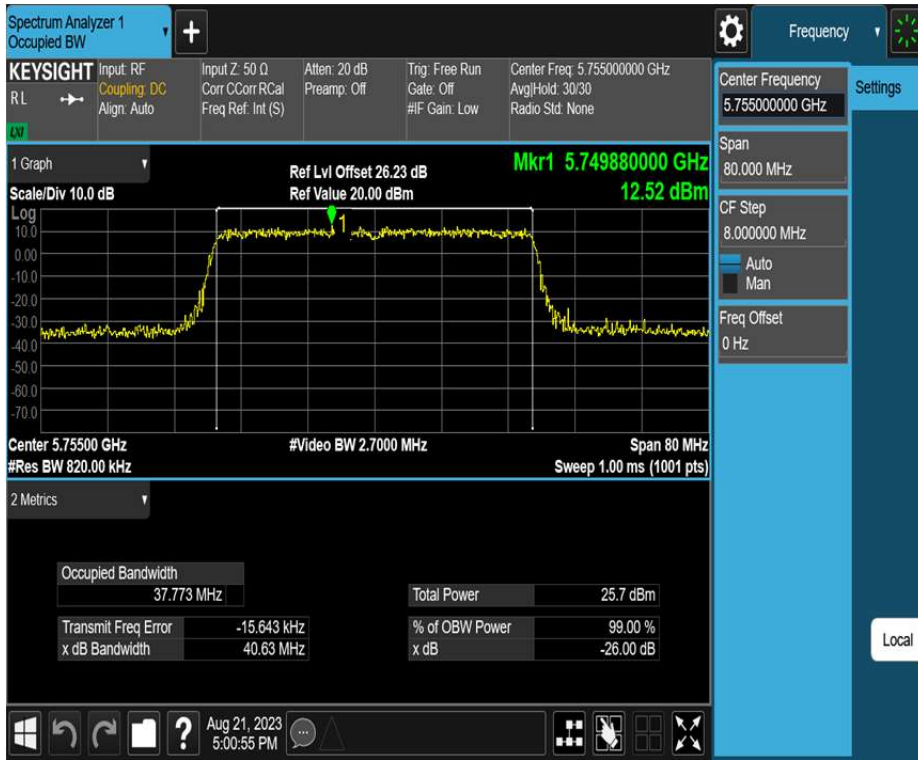 Spectrum Analyzer 1
Occupied BW
Frequency
KEYSIGHT
RL
LXI
Input: RF
Coupling: DC
Align: Auto
Input Z: 50 Ω
Corr CCorr RCal
Freq Ref: Int (S)
Atten: 20 dB
Preamp: Off
Trig: Free Run
Gate: Off
#IF Gain: Low
Center Freq: 5.755000000 GHz
Avg|Hold: 30/30
Radio Std: None
1 Graph
Scale/Div 10.0 dB
Ref Lvl Offset 26.23 dB
Ref Value 20.00 dBm
Mkr1 5.749880000 GHz
12.52 dBm
Log
10.0
0.00
-10.0
-20.0
-30.0
-40.0
-50.0
-60.0
-70.0
1
Center 5.75500 GHz
#Res BW 820.00 kHz
#Video BW 2.7000 MHz
Span 80 MHz
Sweep 1.00 ms (1001 pts)
2 Metrics
Occupied Bandwidth
37.773 MHz
Transmit Freq Error -15.643 kHz
x dB Bandwidth 40.63 MHz
Total Power 25.7 dBm
% of OBW Power 99.00 %
x dB -26.00 dB
Center Frequency
5.755000000 GHz
Span
80.000 MHz
CF Step
8.000000 MHz
Auto
Man
Freq Offset
0 Hz
Settings
Local
?
Aug 21, 2023
5:00:55 PM